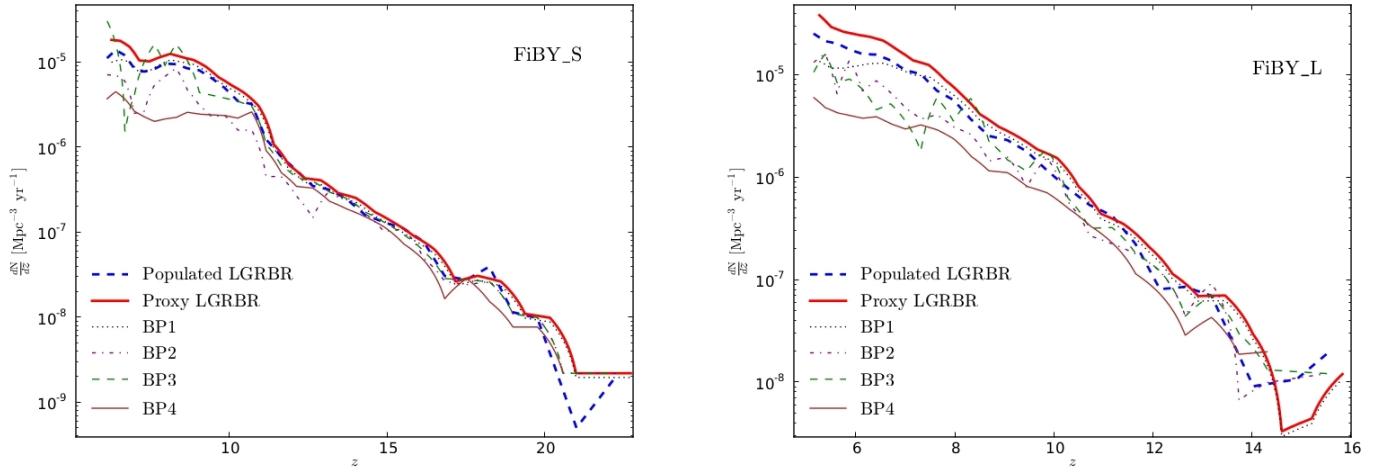 FiBY_S
10⁻⁵
10⁻⁶
10⁻⁷
10⁻⁸
10⁻⁹
dN/dz [Mpc⁻³ yr⁻¹]
Populated LGRBR
Proxy LGRBR
BP1
BP2
BP3
BP4
10 15 20
z
FiBY_L
10⁻⁵
10⁻⁶
10⁻⁷
10⁻⁸
dN/dz [Mpc⁻³ yr⁻¹]
Populated LGRBR
Proxy LGRBR
BP1
BP2
BP3
BP4
6 8 10 12 14 16
z